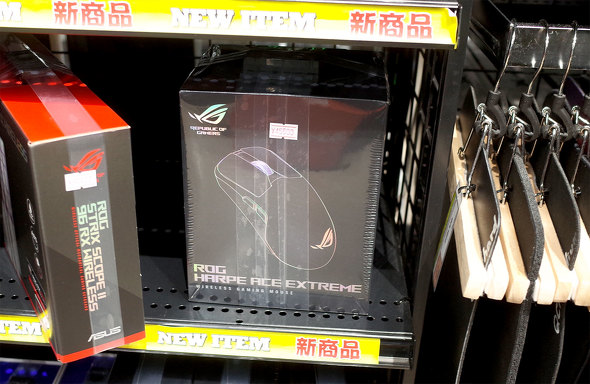 M 新商品 NEW ITEM 新商品
REPUBLIC OF
GAMERS
ROG
HARPE ACE EXTREME
WIRELESS GAMING MOUSE
ROG
STRIX SCOPE II
96 RX WIRELESS
ASUS
ITEM NEW ITEM 新商品